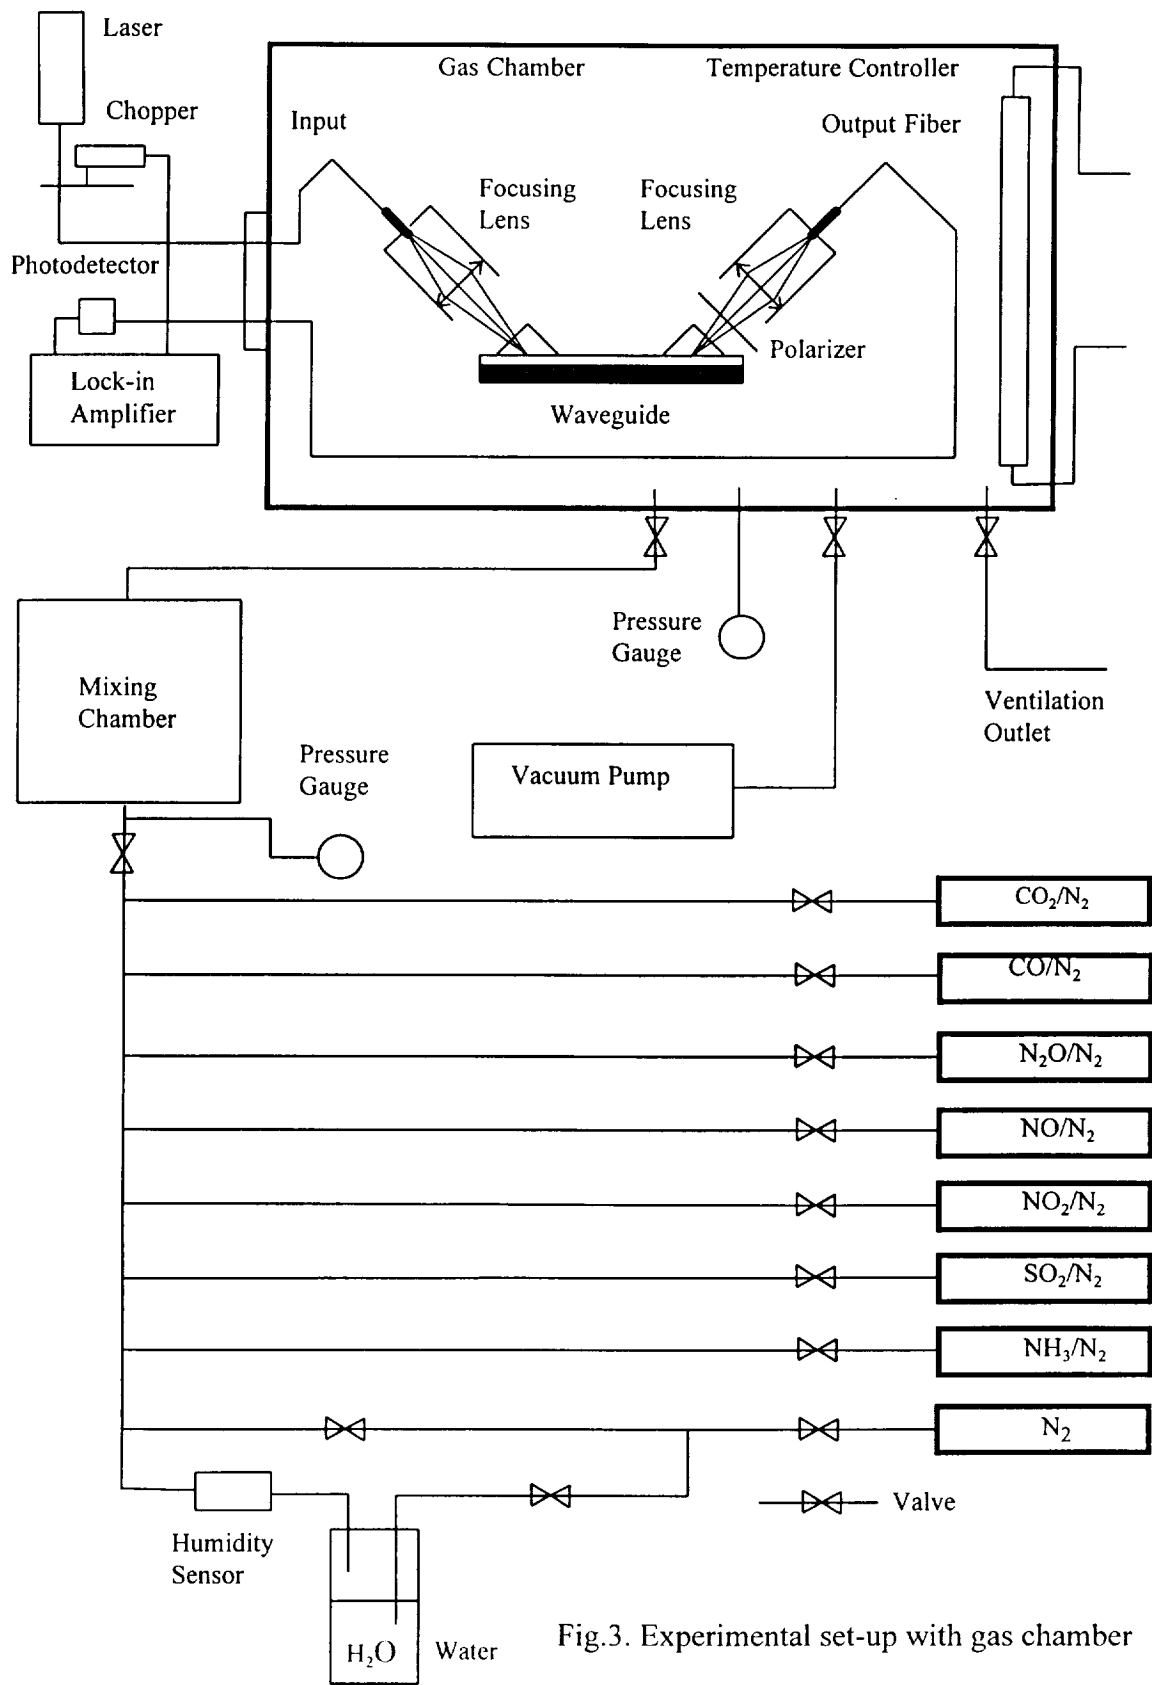 Laser
Chopper
Gas Chamber
Temperature Controller
Input
Output Fiber
Focusing
Lens
Focusing
Lens
Photodetector
Polarizer
Lock-in
Amplifier
Waveguide
Pressure
Gauge
Mixing
Chamber
Ventilation
Outlet
Pressure
Gauge
Vacuum Pump
CO₂/N₂
CO/N₂
N₂O/N₂
NO/N₂
NO₂/N₂
SO₂/N₂
NH₃/N₂
N₂
Valve
Humidity
Sensor
H₂O
Water
Fig.3. Experimental set-up with gas chamber